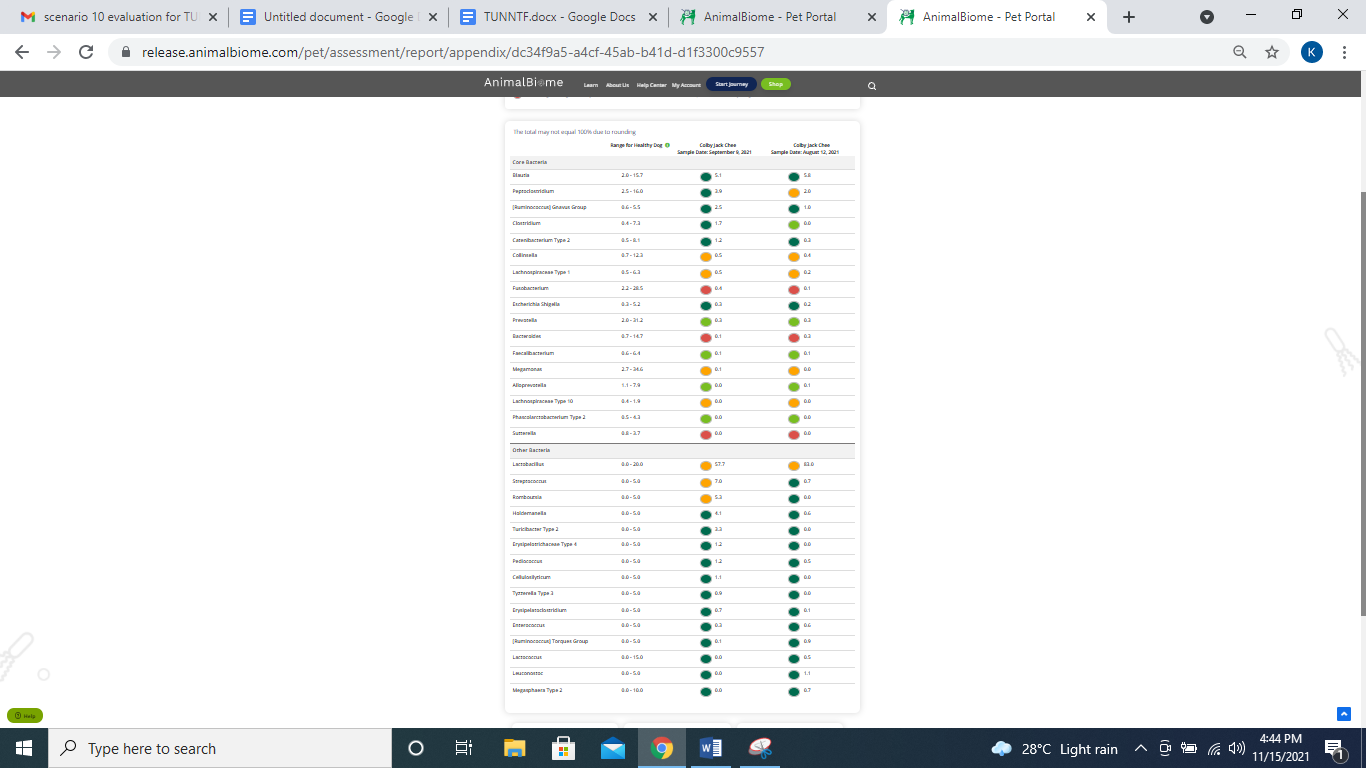 scenario 10 evaluation for TU
Untitled document - Google
TUNNTF.docx - Google Docs
AnimalBiome - Pet Portal
AnimalBiome - Pet Portal
release.animalbiome.com/pet/assessment/report/appendix/dc34f9a5-a4cf-45ab-b41d-d1f3300c9557
K
AnimalBiome Learn About Us Help Center My Account Start Journey Shop
The total may not equal 100% due to rounding
Range for Healthy Dog Colby Jack Chee Colby Jack Chee
Sample Date: September 9, 2021 Sample Date: August 12, 2021
Core Bacteria
Blautia 2.0 - 15.7 5.1 5.8
Peptoclostridium 2.5 - 16.0 3.9 2.0
[Ruminococcus] Gnavus Group 0.6 - 5.5 2.5 1.0
Clostridium 0.4 - 7.3 1.7 0.0
Catenibacterium Type 2 0.5 - 8.1 1.2 0.3
Collinsella 0.7 - 12.3 0.5 0.4
Lachnospiraceae Type 1 0.5 - 6.3 0.5 0.2
Fusobacterium 2.2 - 28.5 0.4 0.1
Escherichia Shigella 0.3 - 5.2 0.3 0.2
Prevotella 2.0 - 31.2 0.3 0.3
Bacteroides 0.7 - 14.7 0.1 0.3
Faecalibacterium 0.6 - 6.4 0.1 0.1
Megamonas 2.7 - 34.6 0.1 0.0
Alloprevotella 1.1 - 7.9 0.0 0.1
Lachnospiraceae Type 10 0.4 - 1.9 0.0 0.0
Phascolarctobacterium Type 2 0.5 - 4.3 0.0 0.0
Sutterella 0.8 - 3.7 0.0 0.0
Other Bacteria
Lactobacillus 0.0 - 20.0 57.7 83.0
Streptococcus 0.0 - 5.0 7.0 0.7
Romboutsia 0.0 - 5.0 5.3 0.0
Holdemanella 0.0 - 5.0 4.1 0.6
Turicibacter Type 2 0.0 - 5.0 3.3 0.0
Erysipelotrichaceae Type 4 0.0 - 5.0 1.2 0.0
Pediococcus 0.0 - 5.0 1.2 0.5
Cellulosilyticum 0.0 - 5.0 1.1 0.0
Tyzzerella Type 3 0.0 - 5.0 0.9 0.0
Erysipelatoclostridium 0.0 - 5.0 0.7 0.1
Enterococcus 0.0 - 5.0 0.3 0.6
[Ruminococcus] Torques Group 0.0 - 5.0 0.1 0.9
Lactococcus 0.0 - 15.0 0.0 0.5
Leuconostoc 0.0 - 5.0 0.0 1.1
Megasphaera Type 2 0.0 - 10.0 0.0 0.7
Help
Type here to search
28°C Light rain
4:44 PM
11/15/2021
1